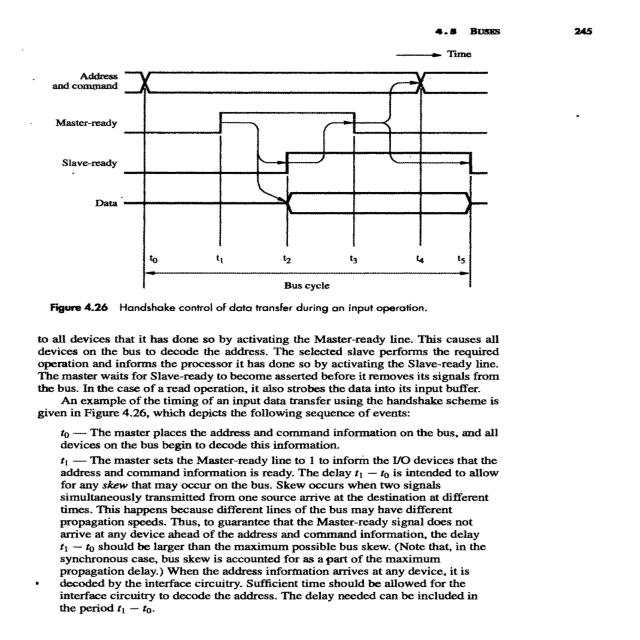 4.5 BUSES 245
Time
Address
and command
Master-ready
Slave-ready
Data
t0 t1 t2 t3 t4 t5
Bus cycle
Figure 4.26 Handshake control of data transfer during an input operation.
to all devices that it has done so by activating the Master-ready line. This causes all
devices on the bus to decode the address. The selected slave performs the required
operation and informs the processor it has done so by activating the Slave-ready line.
The master waits for Slave-ready to become asserted before it removes its signals from
the bus. In the case of a read operation, it also strobes the data into its input buffer.
An example of the timing of an input data transfer using the handshake scheme is
given in Figure 4.26, which depicts the following sequence of events:
t0 — The master places the address and command information on the bus, and all
devices on the bus begin to decode this information.
t1 — The master sets the Master-ready line to 1 to inform the I/O devices that the
address and command information is ready. The delay t1 − t0 is intended to allow
for any skew that may occur on the bus. Skew occurs when two signals
simultaneously transmitted from one source arrive at the destination at different
times. This happens because different lines of the bus may have different
propagation speeds. Thus, to guarantee that the Master-ready signal does not
arrive at any device ahead of the address and command information, the delay
t1 − t0 should be larger than the maximum possible bus skew. (Note that, in the
synchronous case, bus skew is accounted for as a part of the maximum
propagation delay.) When the address information arrives at any device, it is
decoded by the interface circuitry. Sufficient time should be allowed for the
interface circuitry to decode the address. The delay needed can be included in
the period t1 − t0.